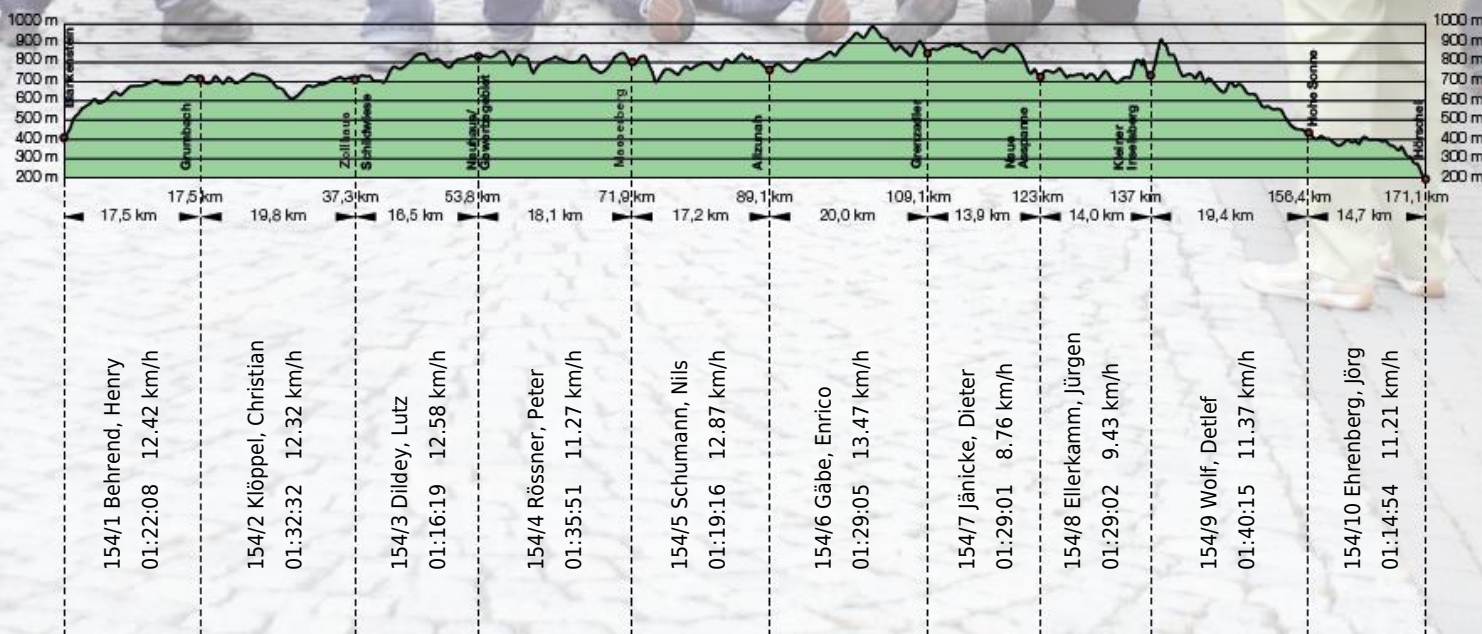 1000 m
900 m
800 m
700 m
600 m
500 m
400 m
300 m
200 m
1000 m
900 m
800 m
700 m
600 m
500 m
400 m
300 m
200 m
Blankenstein
Grumbach
Zollhaus
Schildwiese
Neuhaus/
Gewerbegebiet
Masserberg
Allzunah
Grenzadler
Neue
Ausspanne
Kleiner
Inselsberg
Hohe Sonne
Hörschel
17,5 km
37,3 km
53,8 km
71,9 km
89,1 km
109,1 km
123 km
137 km
156,4 km
171,1 km
17,5 km
19,8 km
16,5 km
18,1 km
17,2 km
20,0 km
13,9 km
14,0 km
19,4 km
14,7 km
154/1 Behrend, Henry
01:22:08 12.42 km/h
154/2 Klöppel, Christian
01:32:32 12.32 km/h
154/3 Dildey, Lutz
01:16:19 12.58 km/h
154/4 Rössner, Peter
01:35:51 11.27 km/h
154/5 Schumann, Nils
01:19:16 12.87 km/h
154/6 Gäbe, Enrico
01:29:05 13.47 km/h
154/7 Jänicke, Dieter
01:29:01 8.76 km/h
154/8 Ellerkamm, Jürgen
01:29:02 9.43 km/h
154/9 Wolf, Detlef
01:40:15 11.37 km/h
154/10 Ehrenberg, Jörg
01:14:54 11.21 km/h